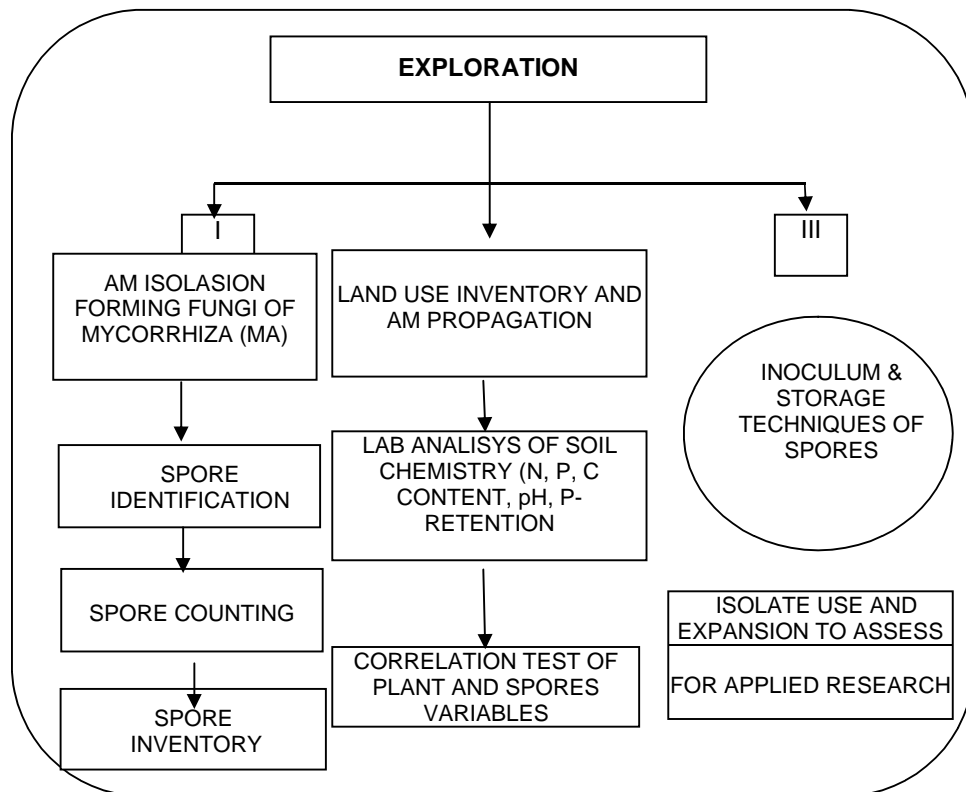 EXPLORATION
I
AM ISOLASION
FORMING FUNGI OF
MYCORRHIZA (MA)
SPORE
IDENTIFICATION
SPORE COUNTING
SPORE
INVENTORY
LAND USE INVENTORY AND
AM PROPAGATION
LAB ANALISYS OF SOIL
CHEMISTRY (N, P, C
CONTENT, pH, P-
RETENTION
CORRELATION TEST OF
PLANT AND SPORES
VARIABLES
III
INOCULUM &
STORAGE
TECHNIQUES OF
SPORES
ISOLATE USE AND
EXPANSION TO ASSESS
FOR APPLIED RESEARCH